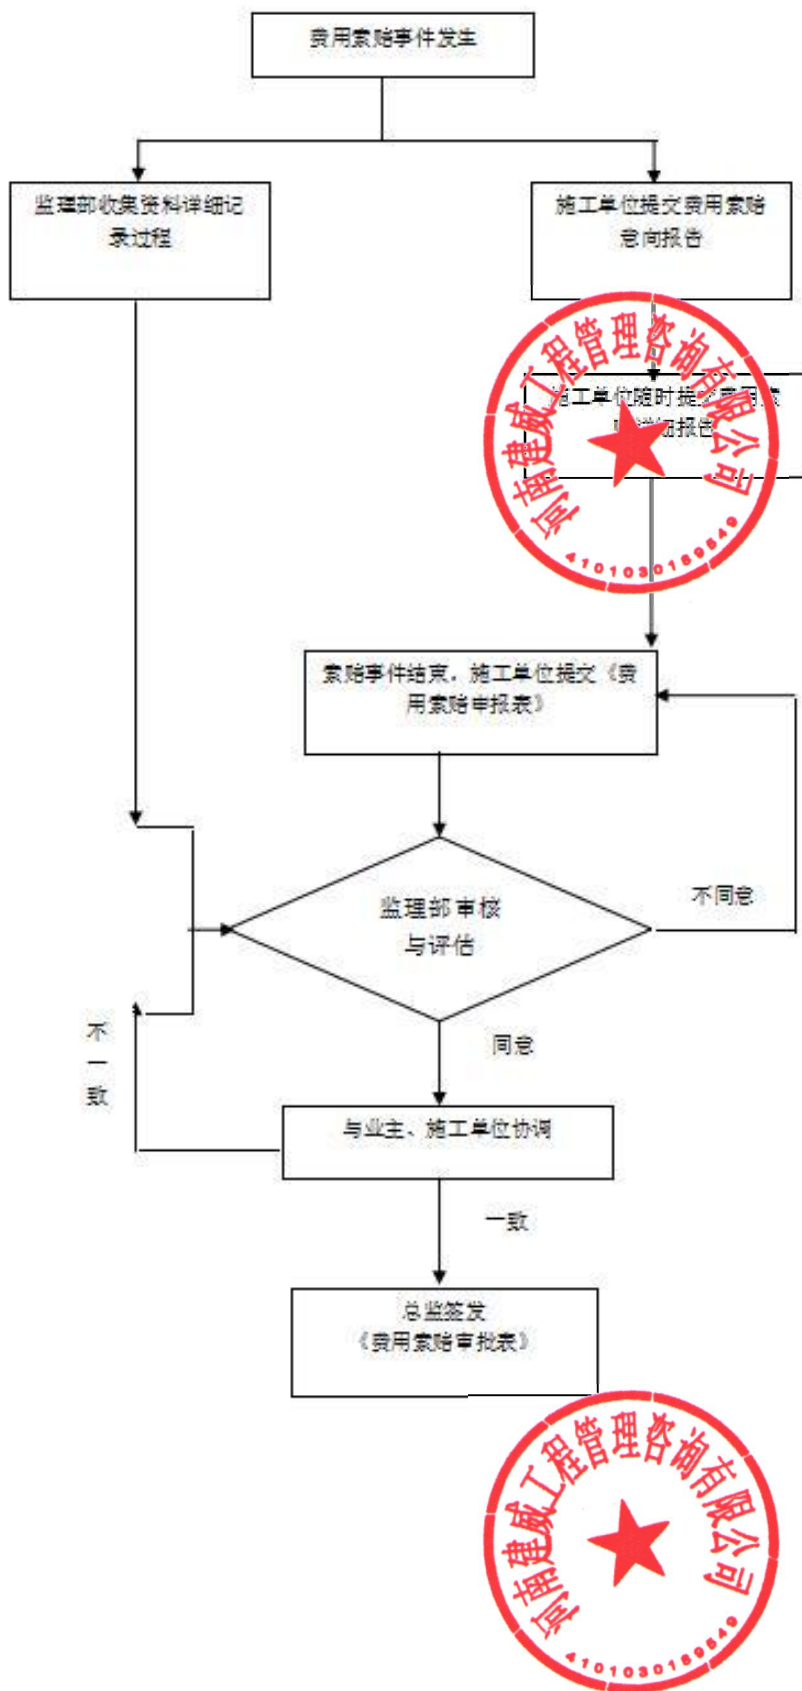 费用索赔事件发生
监理部收集资料详细记
录过程
施工单位提交费用索赔
意向报告
河南建威工程管理咨询有限公司
施工单位随时提交费用索
详细报告
4101030189549
索赔事件结束，施工单位提交《费
用索赔申报表》
监理部审核
与评估
不同意
不
一
致
同意
与业主、施工单位协调
一致
总监签发
《费用索赔审批表》
河南建威工程管理咨询有限公司
4101030189549